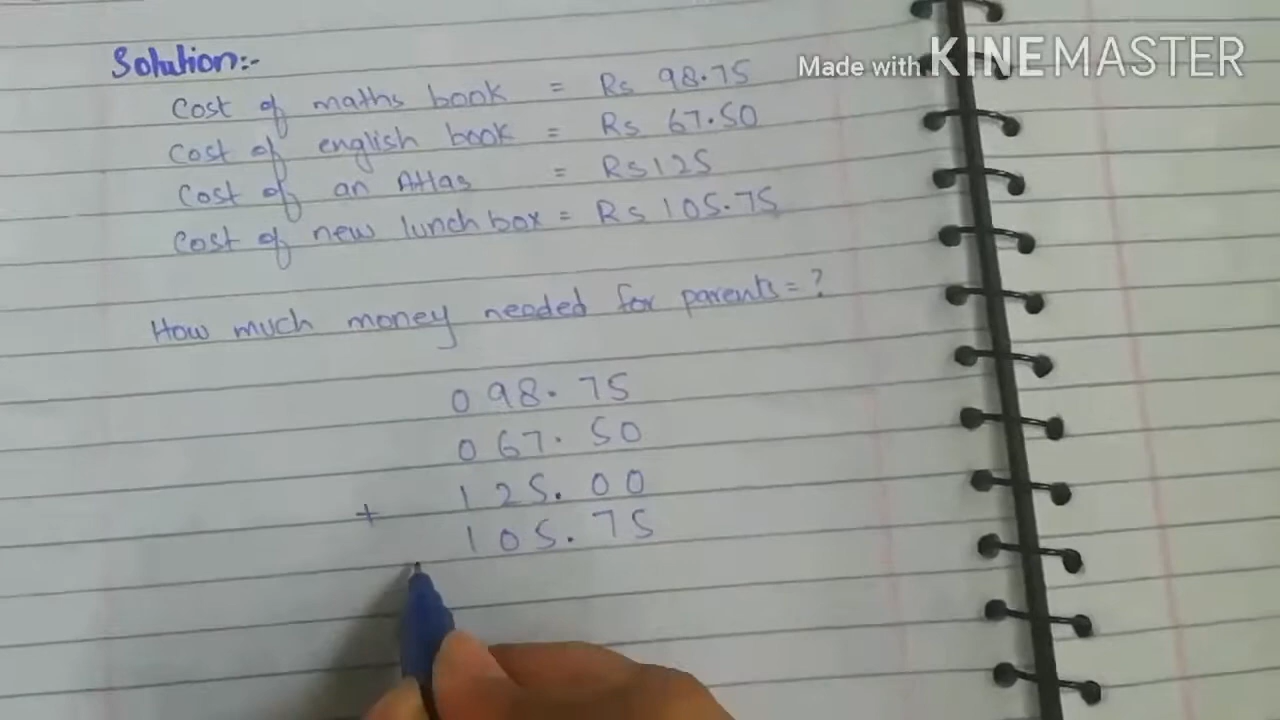 Solution:-
Made with KINEMASTER
Cost of maths book = Rs 98.75
Cost of english book = Rs 67.50
Cost of an Atlas = Rs125
Cost of new lunch box = Rs 105.75
How much money needed for parents = ?
098.75
067.50
125.00
+ 105.75